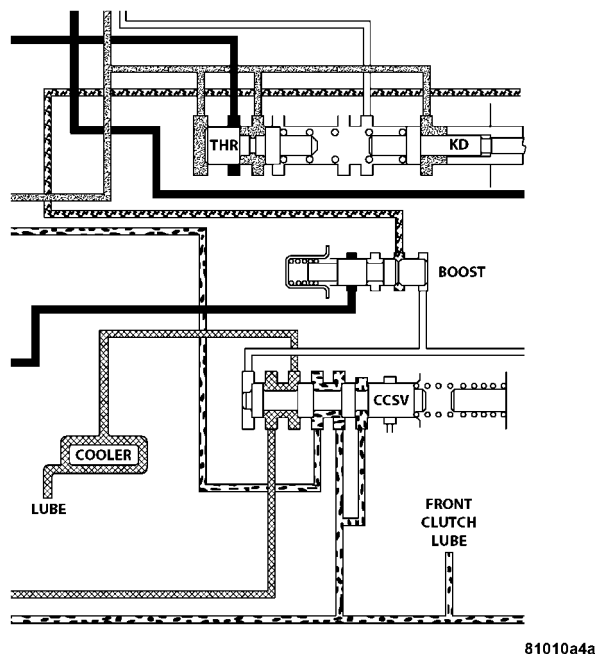 THR
KD
BOOST
CCSV
COOLER
LUBE
FRONT
CLUTCH
LUBE
81010a4a